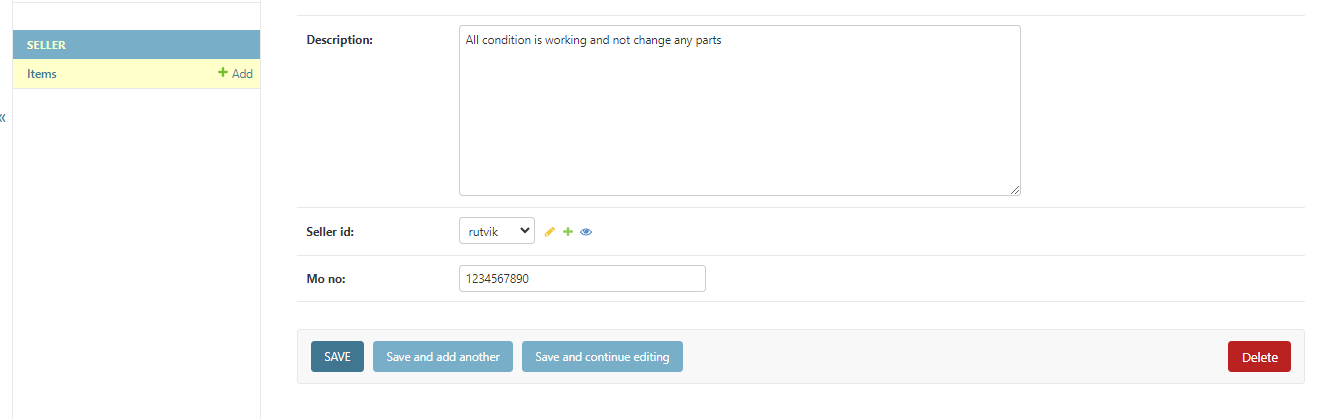 SELLER
Items
+ Add
«
Description:
All condition is working and not change any parts
Seller id:
rutvik
Mo no:
1234567890
SAVE
Save and add another
Save and continue editing
Delete